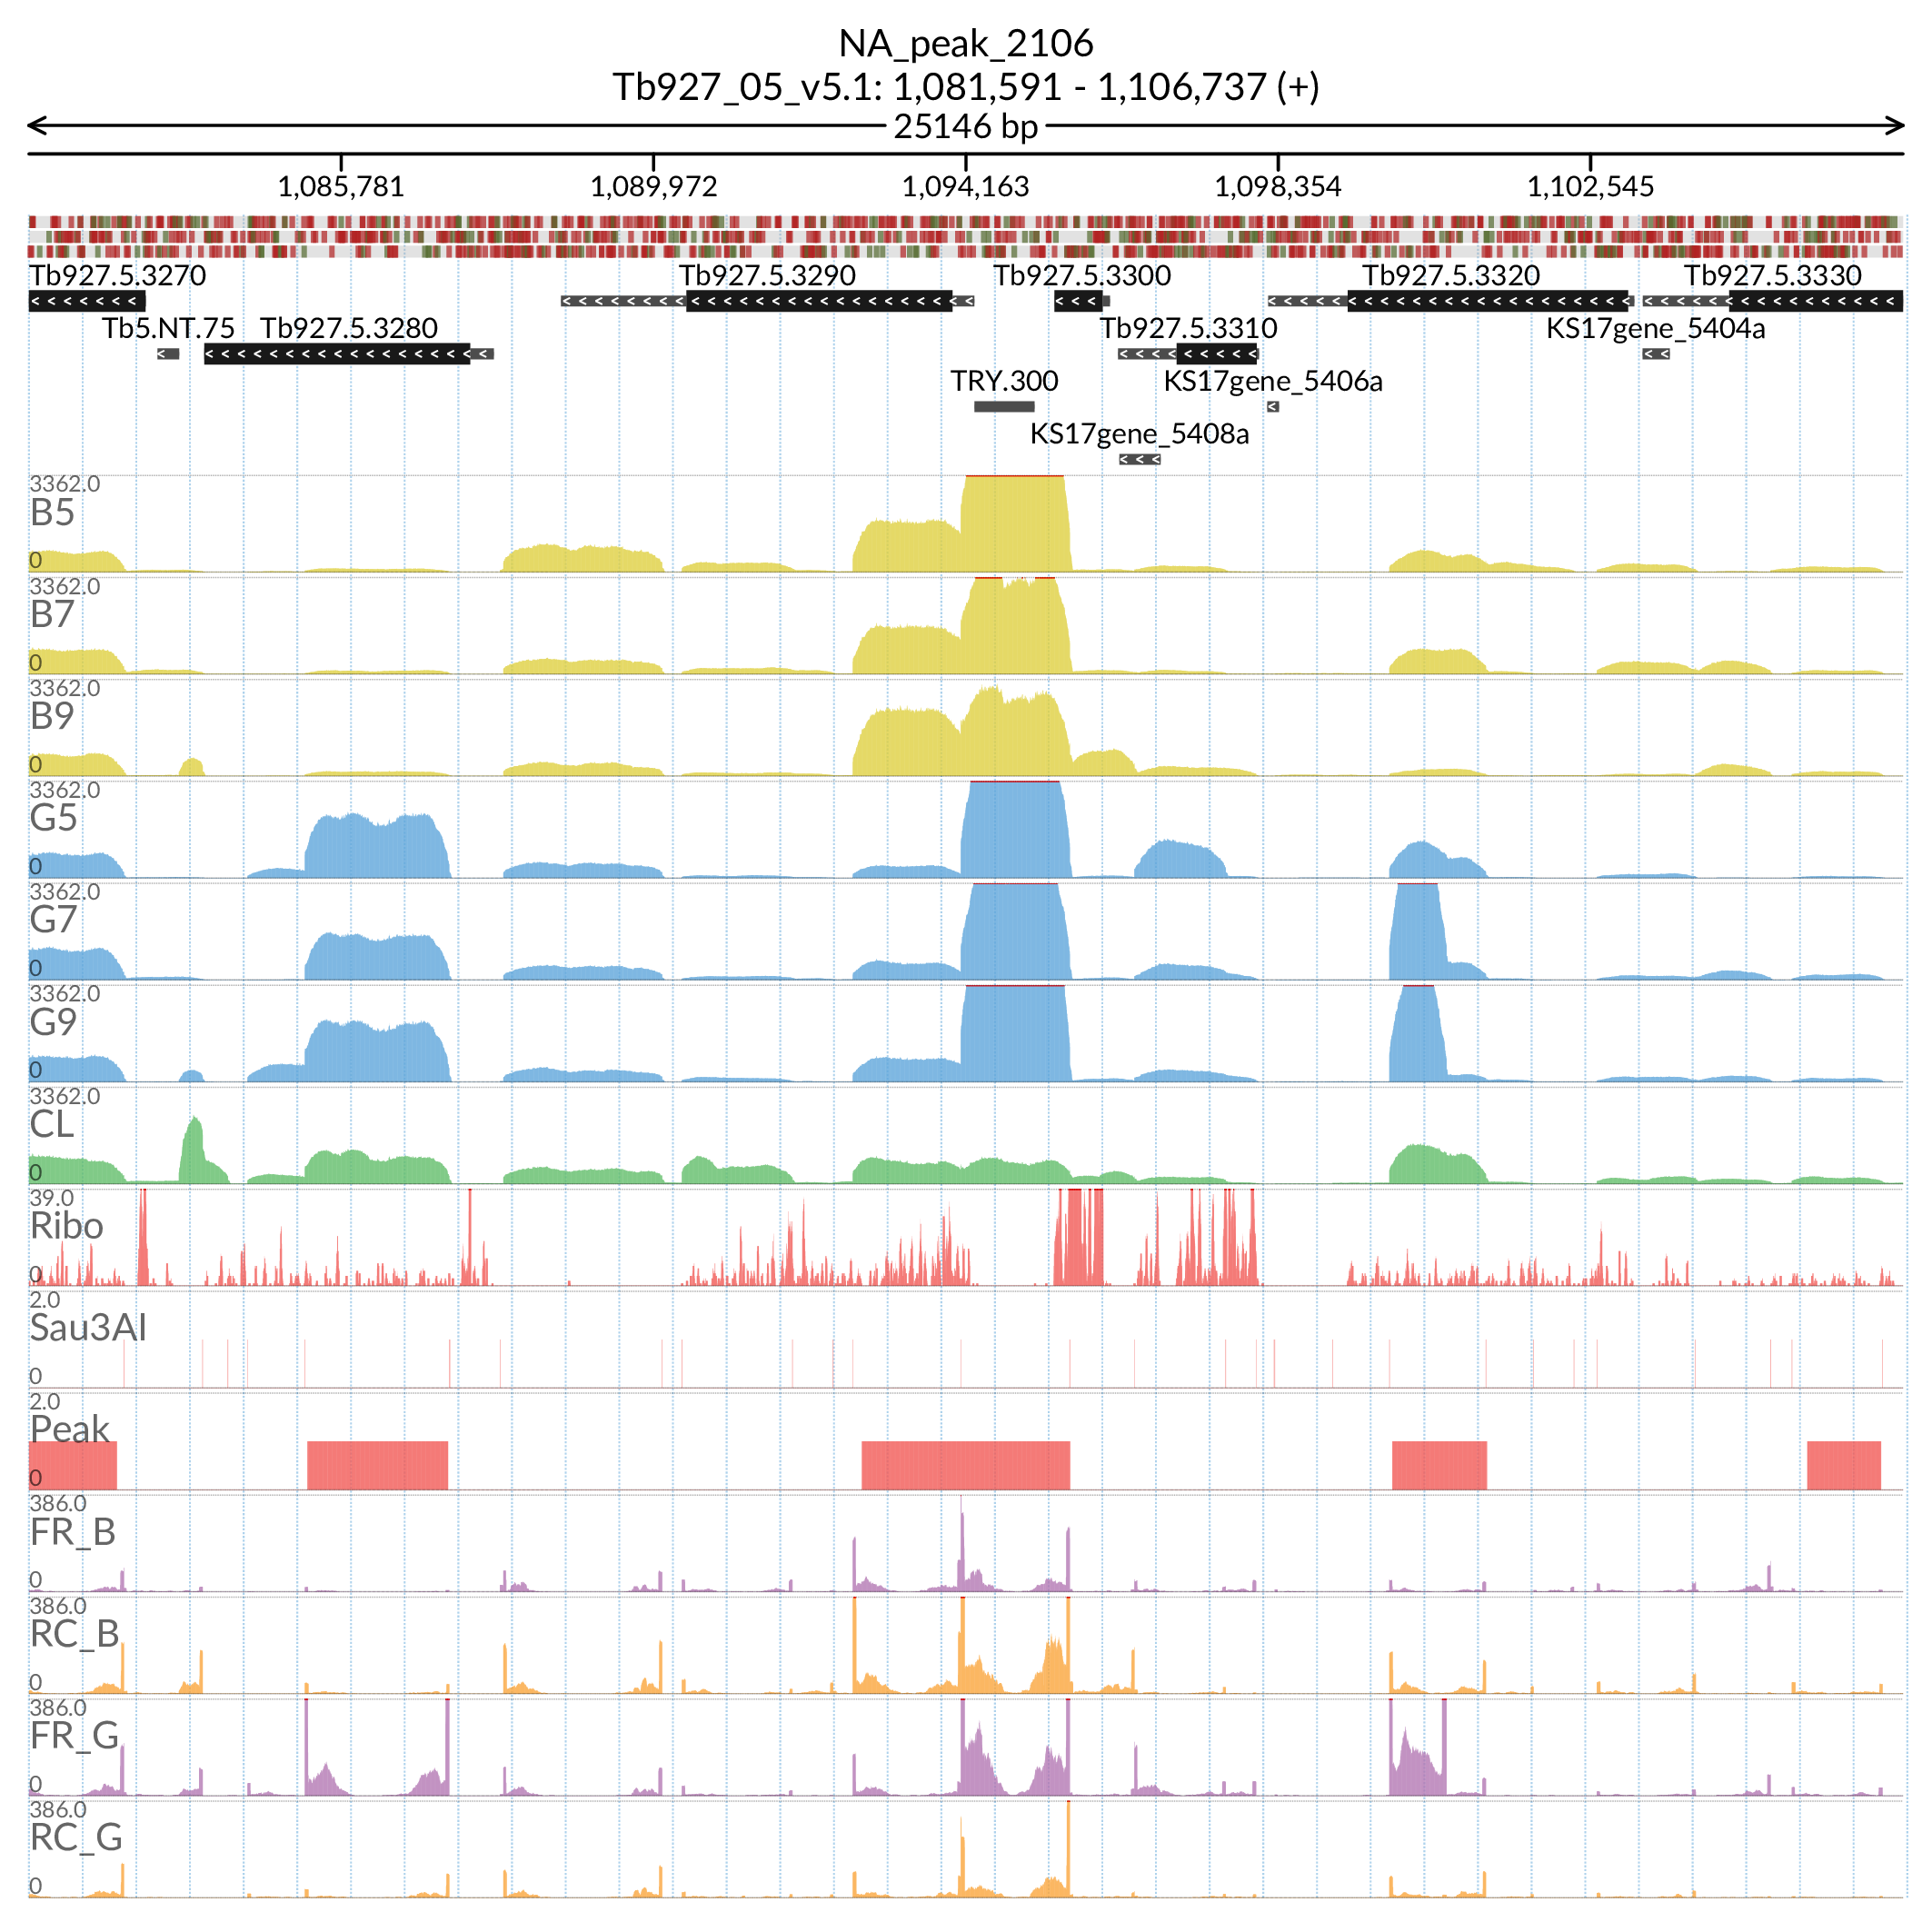 NA_peak_2106
Tb927_05_v5.1: 1,081,591 - 1,106,737 (+)
25146 bp
1,085,781 1,089,972 1,094,163 1,098,354 1,102,545
Tb927.5.3270 Tb927.5.3290 Tb927.5.3300 Tb927.5.3320 Tb927.5.3330
Tb5.NT.75 Tb927.5.3280 Tb927.5.3310 KS17gene_5404a
TRY.300 KS17gene_5406a
KS17gene_5408a
3362.0
B5
0
3362.0
B7
0
3362.0
B9
0
3362.0
G5
0
3362.0
G7
0
3362.0
G9
0
3362.0
CL
0
39.0
Ribo
0
2.0
Sau3AI
0
2.0
Peak
0
386.0
FR_B
0
386.0
RC_B
0
386.0
FR_G
0
386.0
RC_G
0